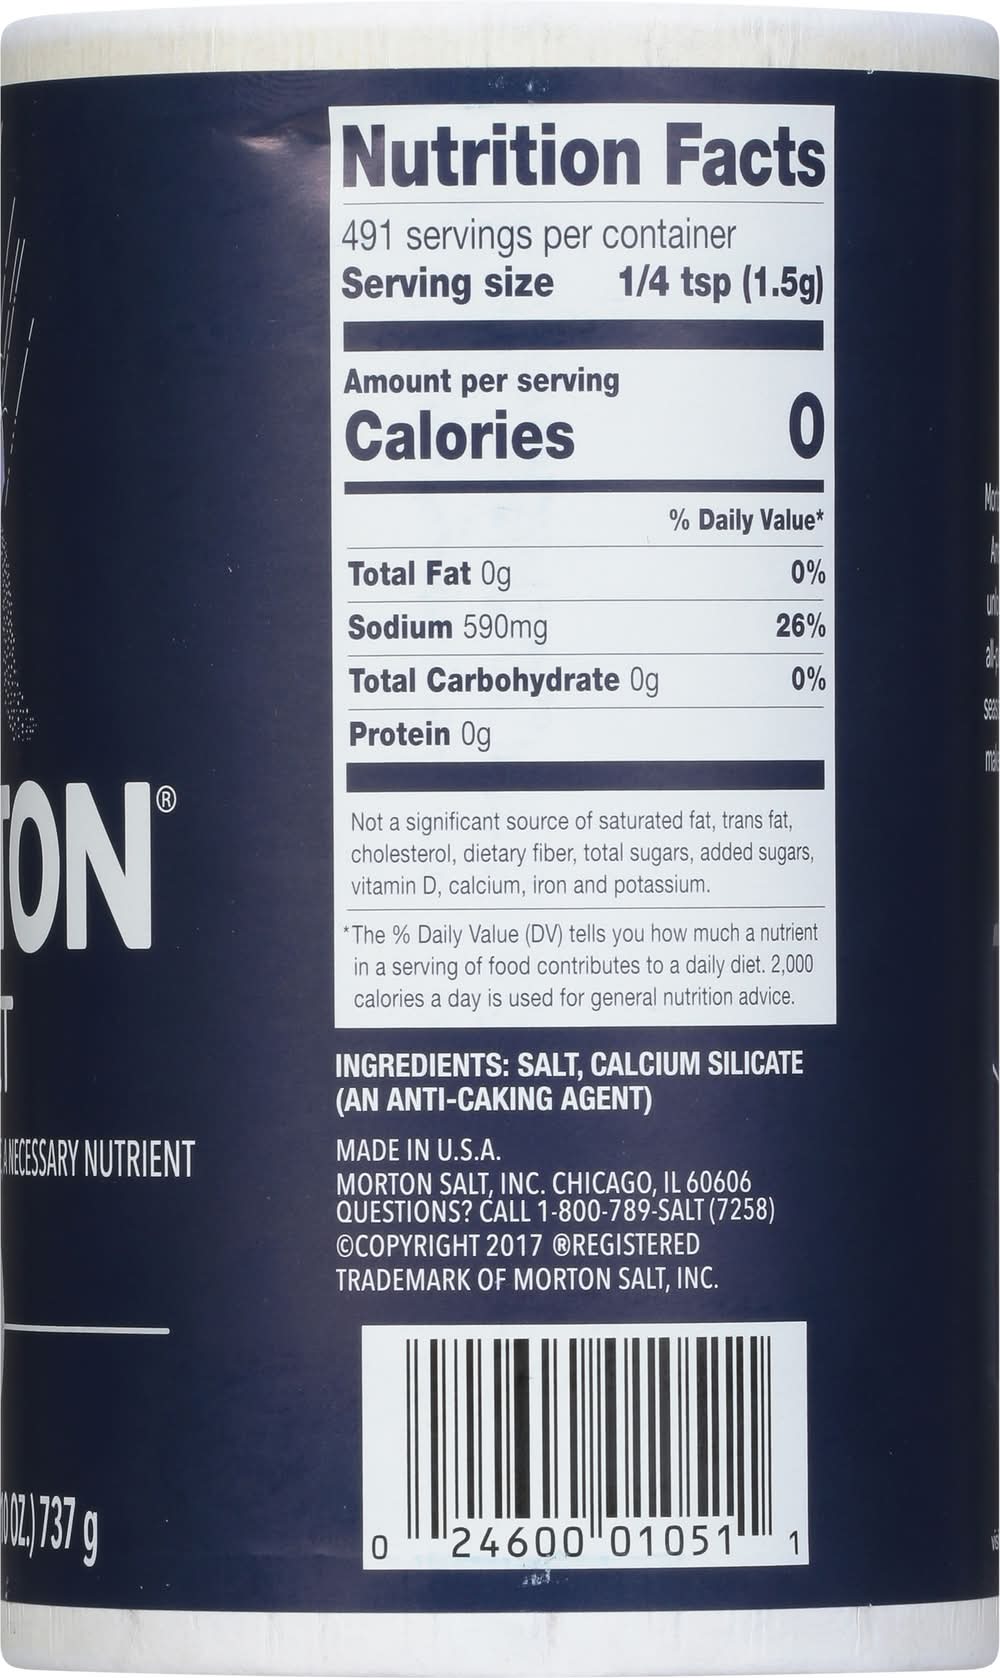 Nutrition Facts
491 servings per container
Serving size 1/4 tsp (1.5g)
Amount per serving
Calories 0
% Daily Value*
Total Fat 0g 0%
Sodium 590mg 26%
Total Carbohydrate 0g 0%
Protein 0g
Not a significant source of saturated fat, trans fat,
cholesterol, dietary fiber, total sugars, added sugars,
vitamin D, calcium, iron and potassium.
*The % Daily Value (DV) tells you how much a nutrient
in a serving of food contributes to a daily diet. 2,000
calories a day is used for general nutrition advice.
INGREDIENTS: SALT, CALCIUM SILICATE
(AN ANTI-CAKING AGENT)
MADE IN U.S.A.
MORTON SALT, INC. CHICAGO, IL 60606
QUESTIONS? CALL 1-800-789-SALT (7258)
©COPYRIGHT 2017 ®REGISTERED
TRADEMARK OF MORTON SALT, INC.
0 24600 01051 1
TON®
T
A NECESSARY NUTRIENT
OZ.) 737 g